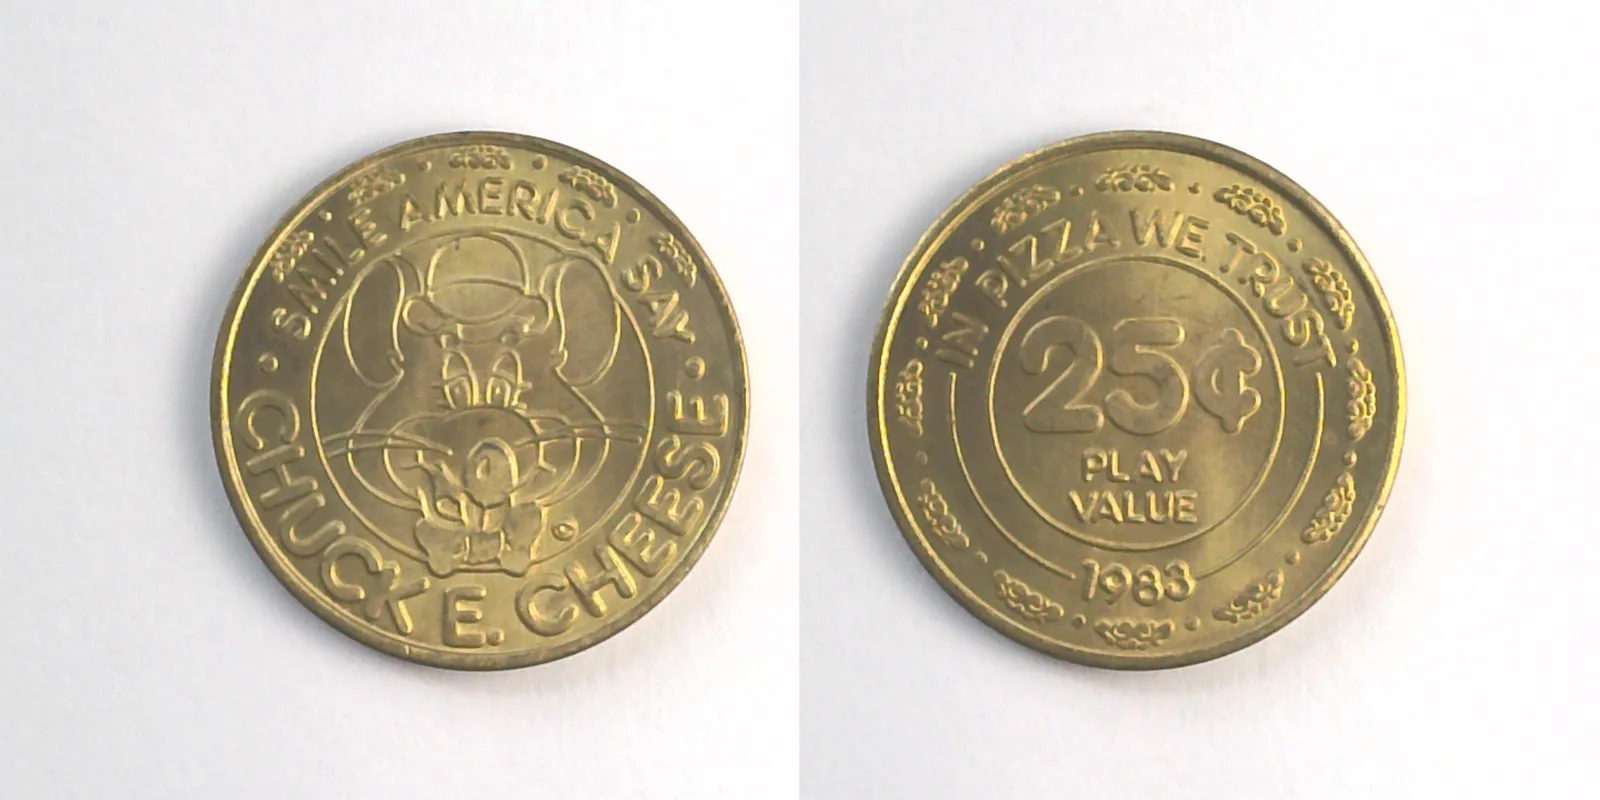 SMILE AMERICA SAY
CHUCK E. CHEESE
IN PIZZA WE TRUST
25¢
PLAY
VALUE
1983